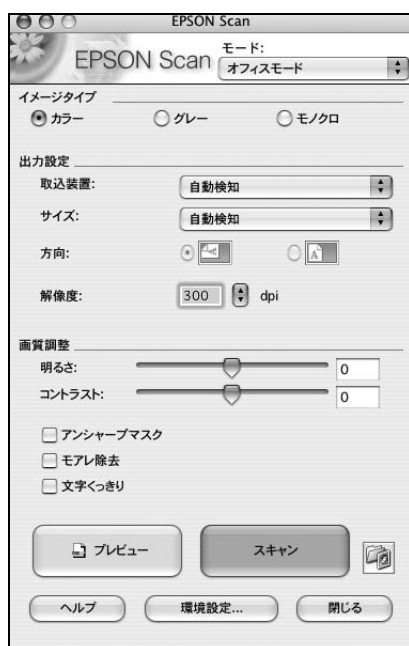 EPSON Scan
EPSON Scan
モード:
オフィスモード
イメージタイプ
カラー グレー モノクロ
出力設定
取込装置: 自動検知
サイズ: 自動検知
方向: A A
解像度: 300 dpi
画質調整
明るさ: 0
コントラスト: 0
アンシャープマスク
モアレ除去
文字くっきり
プレビュー スキャン
ヘルプ 環境設定... 閉じる